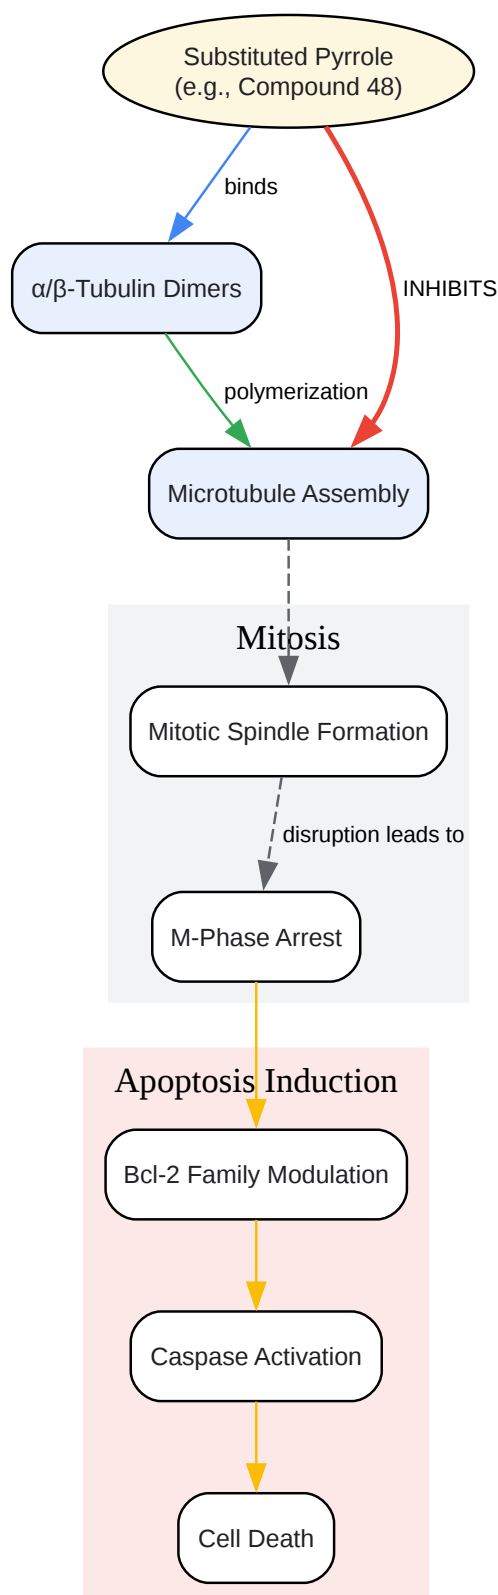 Substituted Pyrrole
(e.g., Compound 48)
binds
α/β-Tubulin Dimers
INHIBITS
polymerization
Microtubule Assembly
Mitosis
Mitotic Spindle Formation
disruption leads to
M-Phase Arrest
Apoptosis Induction
Bcl-2 Family Modulation
Caspase Activation
Cell Death